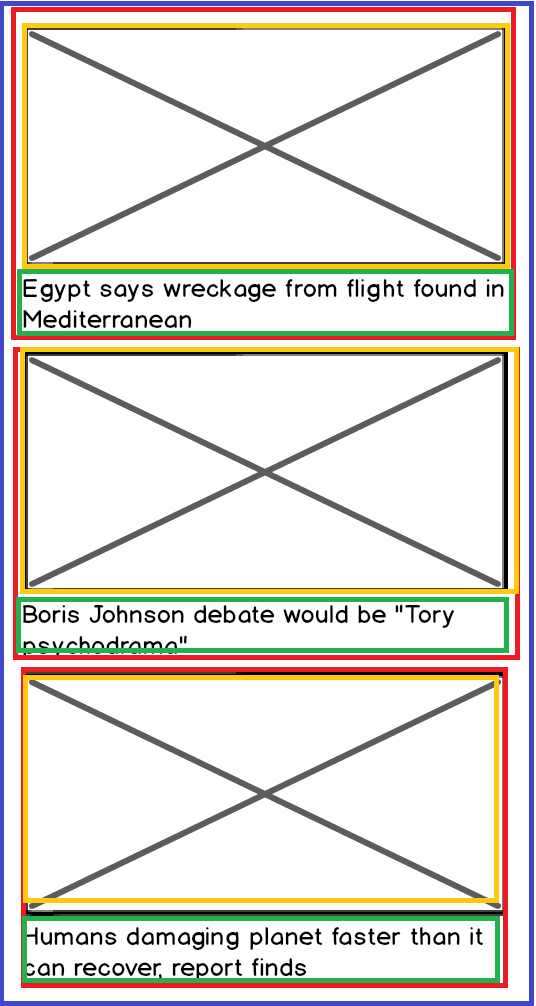 Egypt says wreckage from flight found in
Mediterranean
Boris Johnson debate would be "Tory
psychodrama"
Humans damaging planet faster than it
can recover, report finds